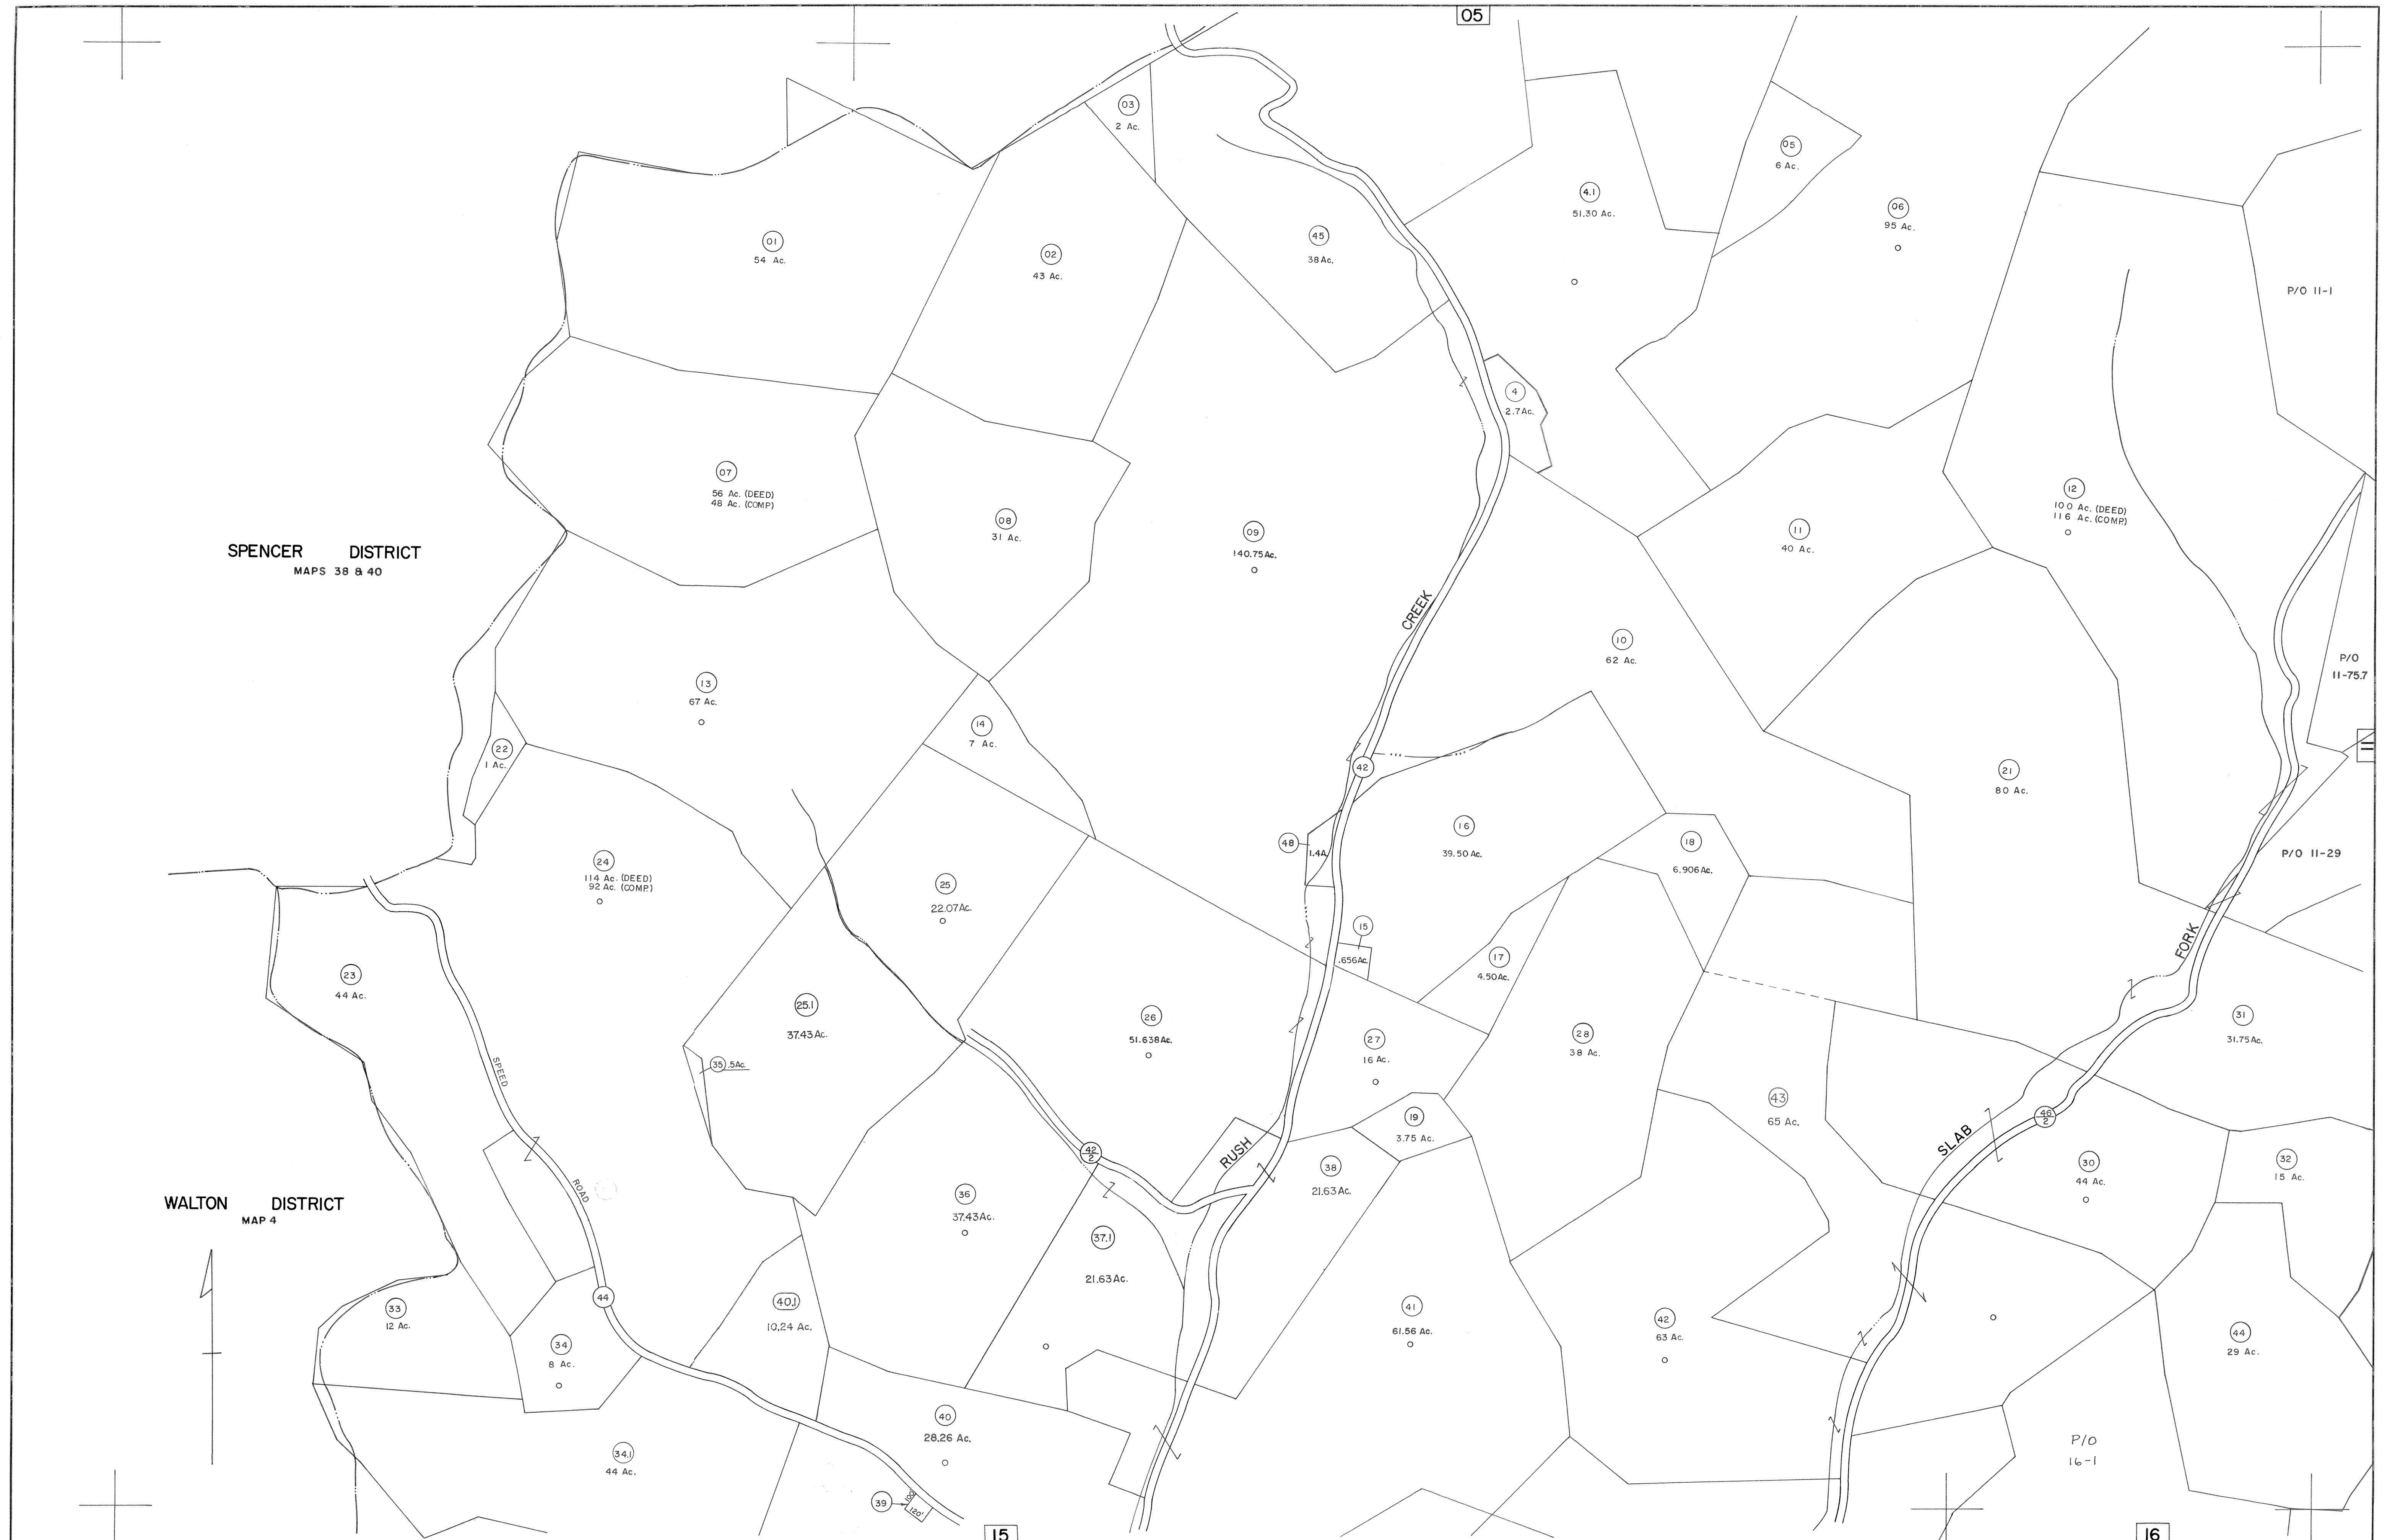 05
03
2 Ac.
05
6 Ac.
4.1
51.30 Ac.
06
95 Ac.
01
54 Ac.
02
43 Ac.
45
38 Ac.
P/O 11-1
4
2.7 Ac.
07
56 Ac. (DEED)
48 Ac. (COMP)
08
31 Ac.
09
140.75 Ac.
11
40 Ac.
12
100 Ac. (DEED)
116 Ac. (COMP.)
SPENCER DISTRICT
MAPS 38 & 40
CREEK
10
62 Ac.
P/O
11-75.7
13
67 Ac.
14
7 Ac.
22
1 Ac.
42
21
80 Ac.
11
16
39.50 Ac.
18
6.906 Ac.
48
1.4A
P/O 11-29
24
114 Ac. (DEED)
92 Ac. (COMP.)
25
22.07 Ac.
15
.656 Ac.
17
4.50 Ac.
FORK
23
44 Ac.
25.1
37.43 Ac.
26
51.638 Ac.
27
16 Ac.
28
38 Ac.
31
31.75 Ac.
35 .5 Ac.
SPEED
ROAD
43
65 Ac.
19
3.75 Ac.
46
2
SLAB
42
2
RUSH
38
21.63 Ac.
30
44 Ac.
32
15 Ac.
WALTON DISTRICT
MAP 4
36
37.43 Ac.
37.1
21.63 Ac.
44
33
12 Ac.
34
8 Ac.
40.1
10.24 Ac.
41
61.56 Ac.
42
63 Ac.
44
29 Ac.
40
28.26 Ac.
34.1
44 Ac.
P/O
16-1
39
100'
120'
15
16